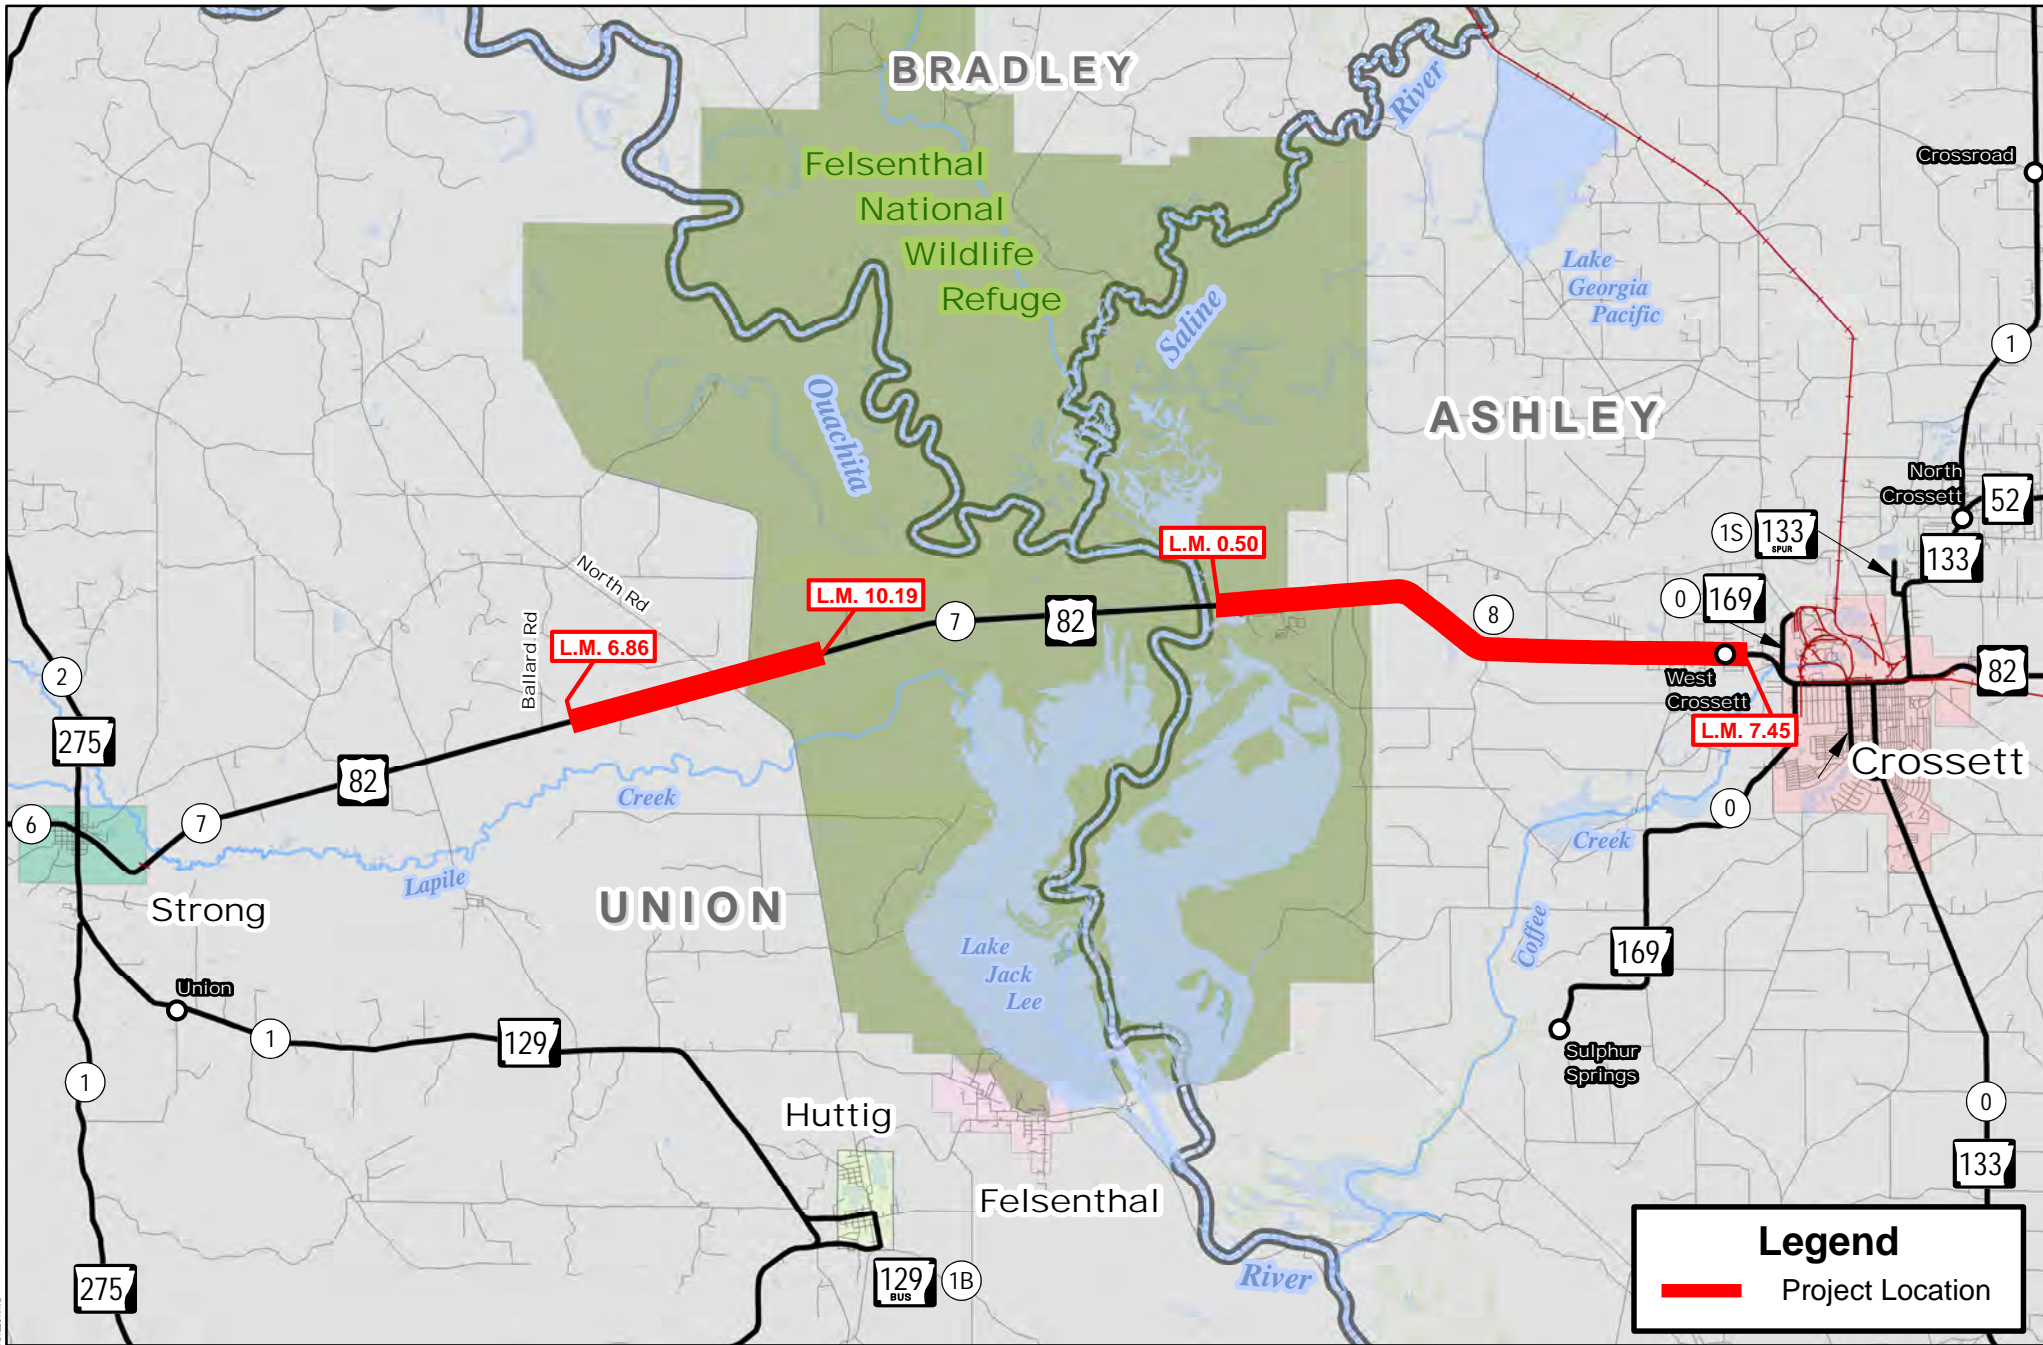 BRADLEY
River
Felsenthal
National
Wildlife
Refuge
Crossroad
Lake
Georgia
Pacific
Saline
1
Ouachita
ASHLEY
North
Crossett
52
1S
133
SPUR
133
L.M. 0.50
North Rd
L.M. 10.19
0
169
8
7
82
Ballard Rd
L.M. 6.86
2
West
Crossett
82
L.M. 7.45
275
82
Crossett
Creek
0
6
7
Creek
Lapile
Strong
UNION
Coffee
Lake
Jack
Lee
169
Union
1
129
Sulphur
Springs
1
0
Huttig
133
Felsenthal
275
129
BUS
1B
River
Legend
Project Location